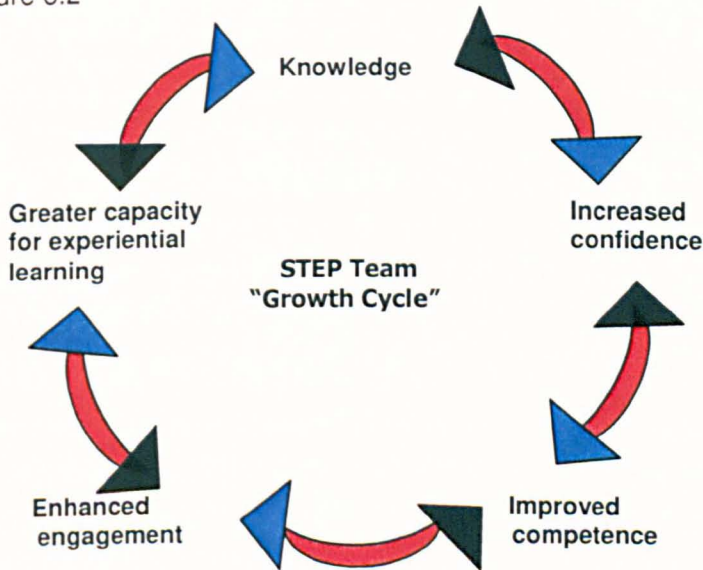 Knowledge
Increased
confidence
Improved
competence
Enhanced
engagement
Greater capacity
for experiential
learning
STEP Team
"Growth Cycle"